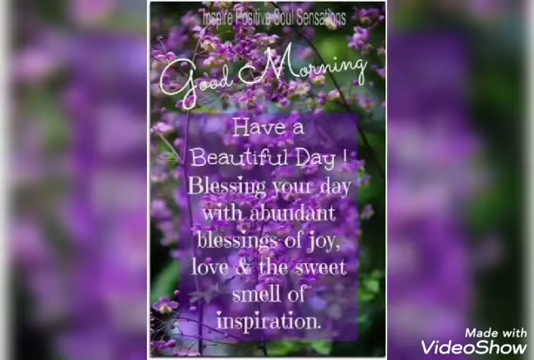 Inspire Positive Soul Sensations
Good Morning
Have a
Beautiful Day !
Blessing your day
with abundant
blessings of joy,
love & the sweet
smell of
inspiration.
Made with
VideoShow